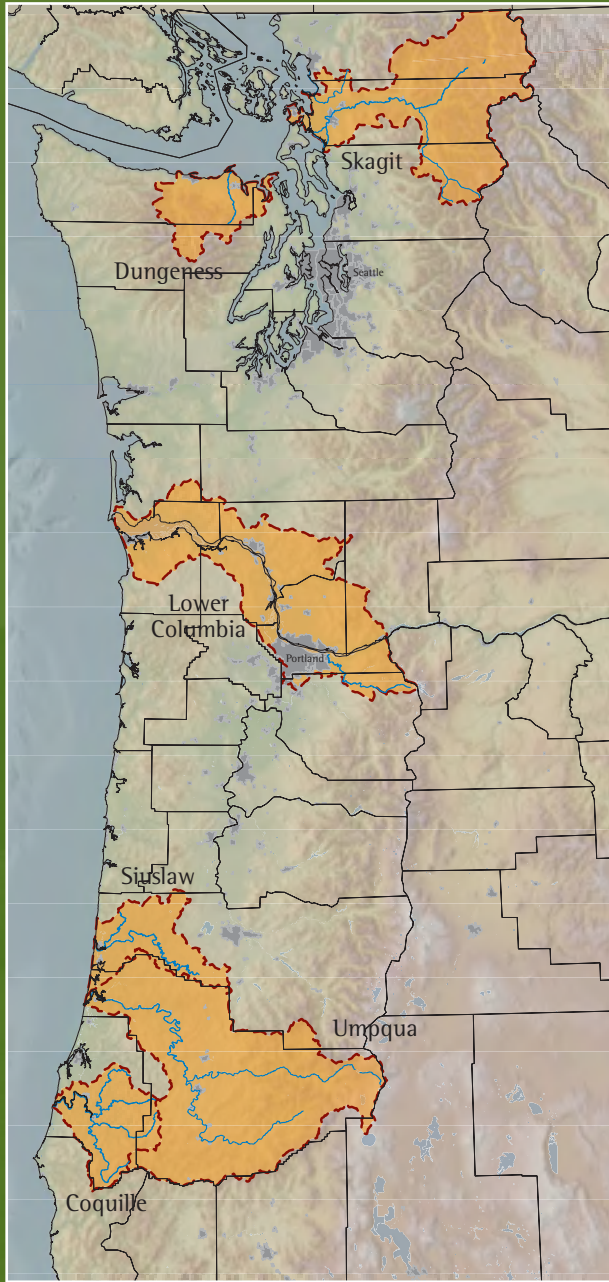 Skagit
Dungeness
Seattle
Lower
Columbia
Portland
Siuslaw
Umpqua
Coquille